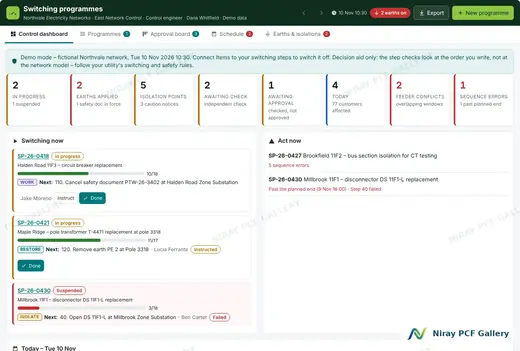 Switching programmes
Northvale Electricity Networks · East Network Control · Control engineer · Dana Whitfield · Demo data
10 Nov 10:30
2 earths on
Export
+ New programme
Control dashboard
Programmes
Approval board
Schedule
Earths & isolations
Demo mode – fictional Northvale network, Tue 10 Nov 2026 10:30. Connect Items to your switching steps to switch it off. Decision aid only: the step checks look at the order you write, not at
the network model – follow your utility's switching and safety rules.
2
IN PROGRESS
1 suspended
2
EARTHS APPLIED
1 safety doc in force
5
ISOLATION POINTS
3 caution notices
2
AWAITING CHECK
independent check
1
AWAITING
APPROVAL
checked, not
approved
4
TODAY
77 customers
affected
2
FEEDER CONFLICTS
overlapping windows
1
SEQUENCE ERRORS
1 past planned end
Switching now
SP-26-0418 In progress
Halden Road 11F3 – circuit breaker replacement
10/16
WORK Next: 110. Cancel safety document PTW-26-3402 at Halden Road Zone Substation
Jake Moreno Instruct Done
SP-26-0421 In progress
Maple Ridge – pole transformer T-4471 replacement at pole 3318
11/17
RESTORE Next: 120. Remove earth PE 2 at Pole 3318 · Lucia Ferrante Instructed
Done
SP-26-0430 Suspended
Millbrook 11F1 – disconnector DS 11F1-L replacement
3/16
ISOLATE Next: 40. Open DS 11F1-L at Millbrook Zone Substation · Ben Carter Failed
Act now
SP-26-0427 Brookfield 11F2 – bus section isolation for CT testing
5 sequence errors
SP-26-0430 Millbrook 11F1 – disconnector DS 11F1-L replacement
Past the planned end (9 Nov 16:00) · Step 40 failed
Today – Tue 10 Nov
Niray PCF Gallery